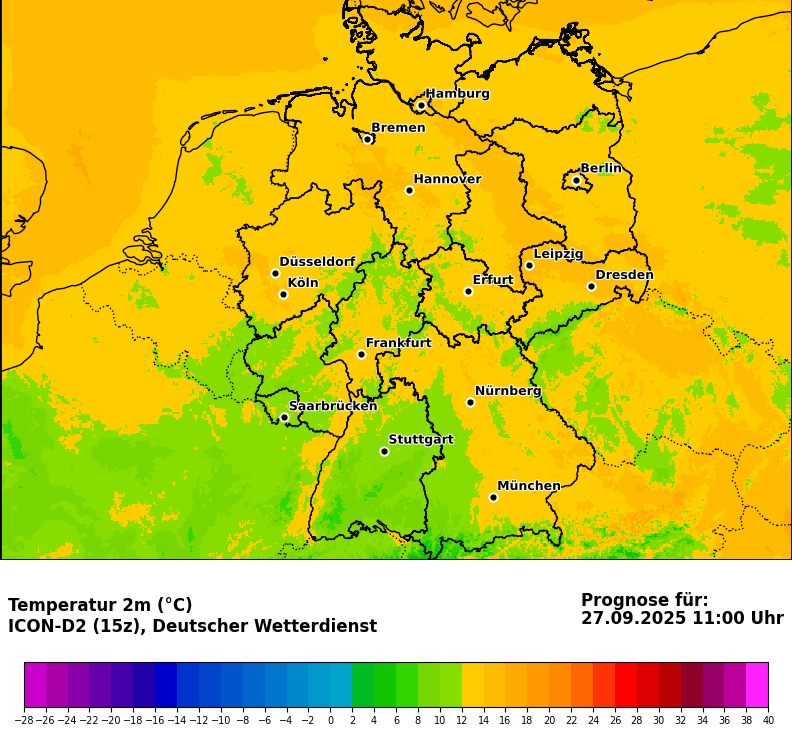 Hamburg
Bremen
Berlin
Hannover
Leipzig
Düsseldorf
Dresden
Köln
Erfurt
Frankfurt
Nürnberg
Saarbrücken
Stuttgart
München
Temperatur 2m (°C)
ICON-D2 (15z), Deutscher Wetterdienst
Prognose für:
27.09.2025 11:00 Uhr
−28 −26 −24 −22 −20 −18 −16 −14 −12 −10 −8 −6 −4 −2 0 2 4 6 8 10 12 14 16 18 20 22 24 26 28 30 32 34 36 38 40